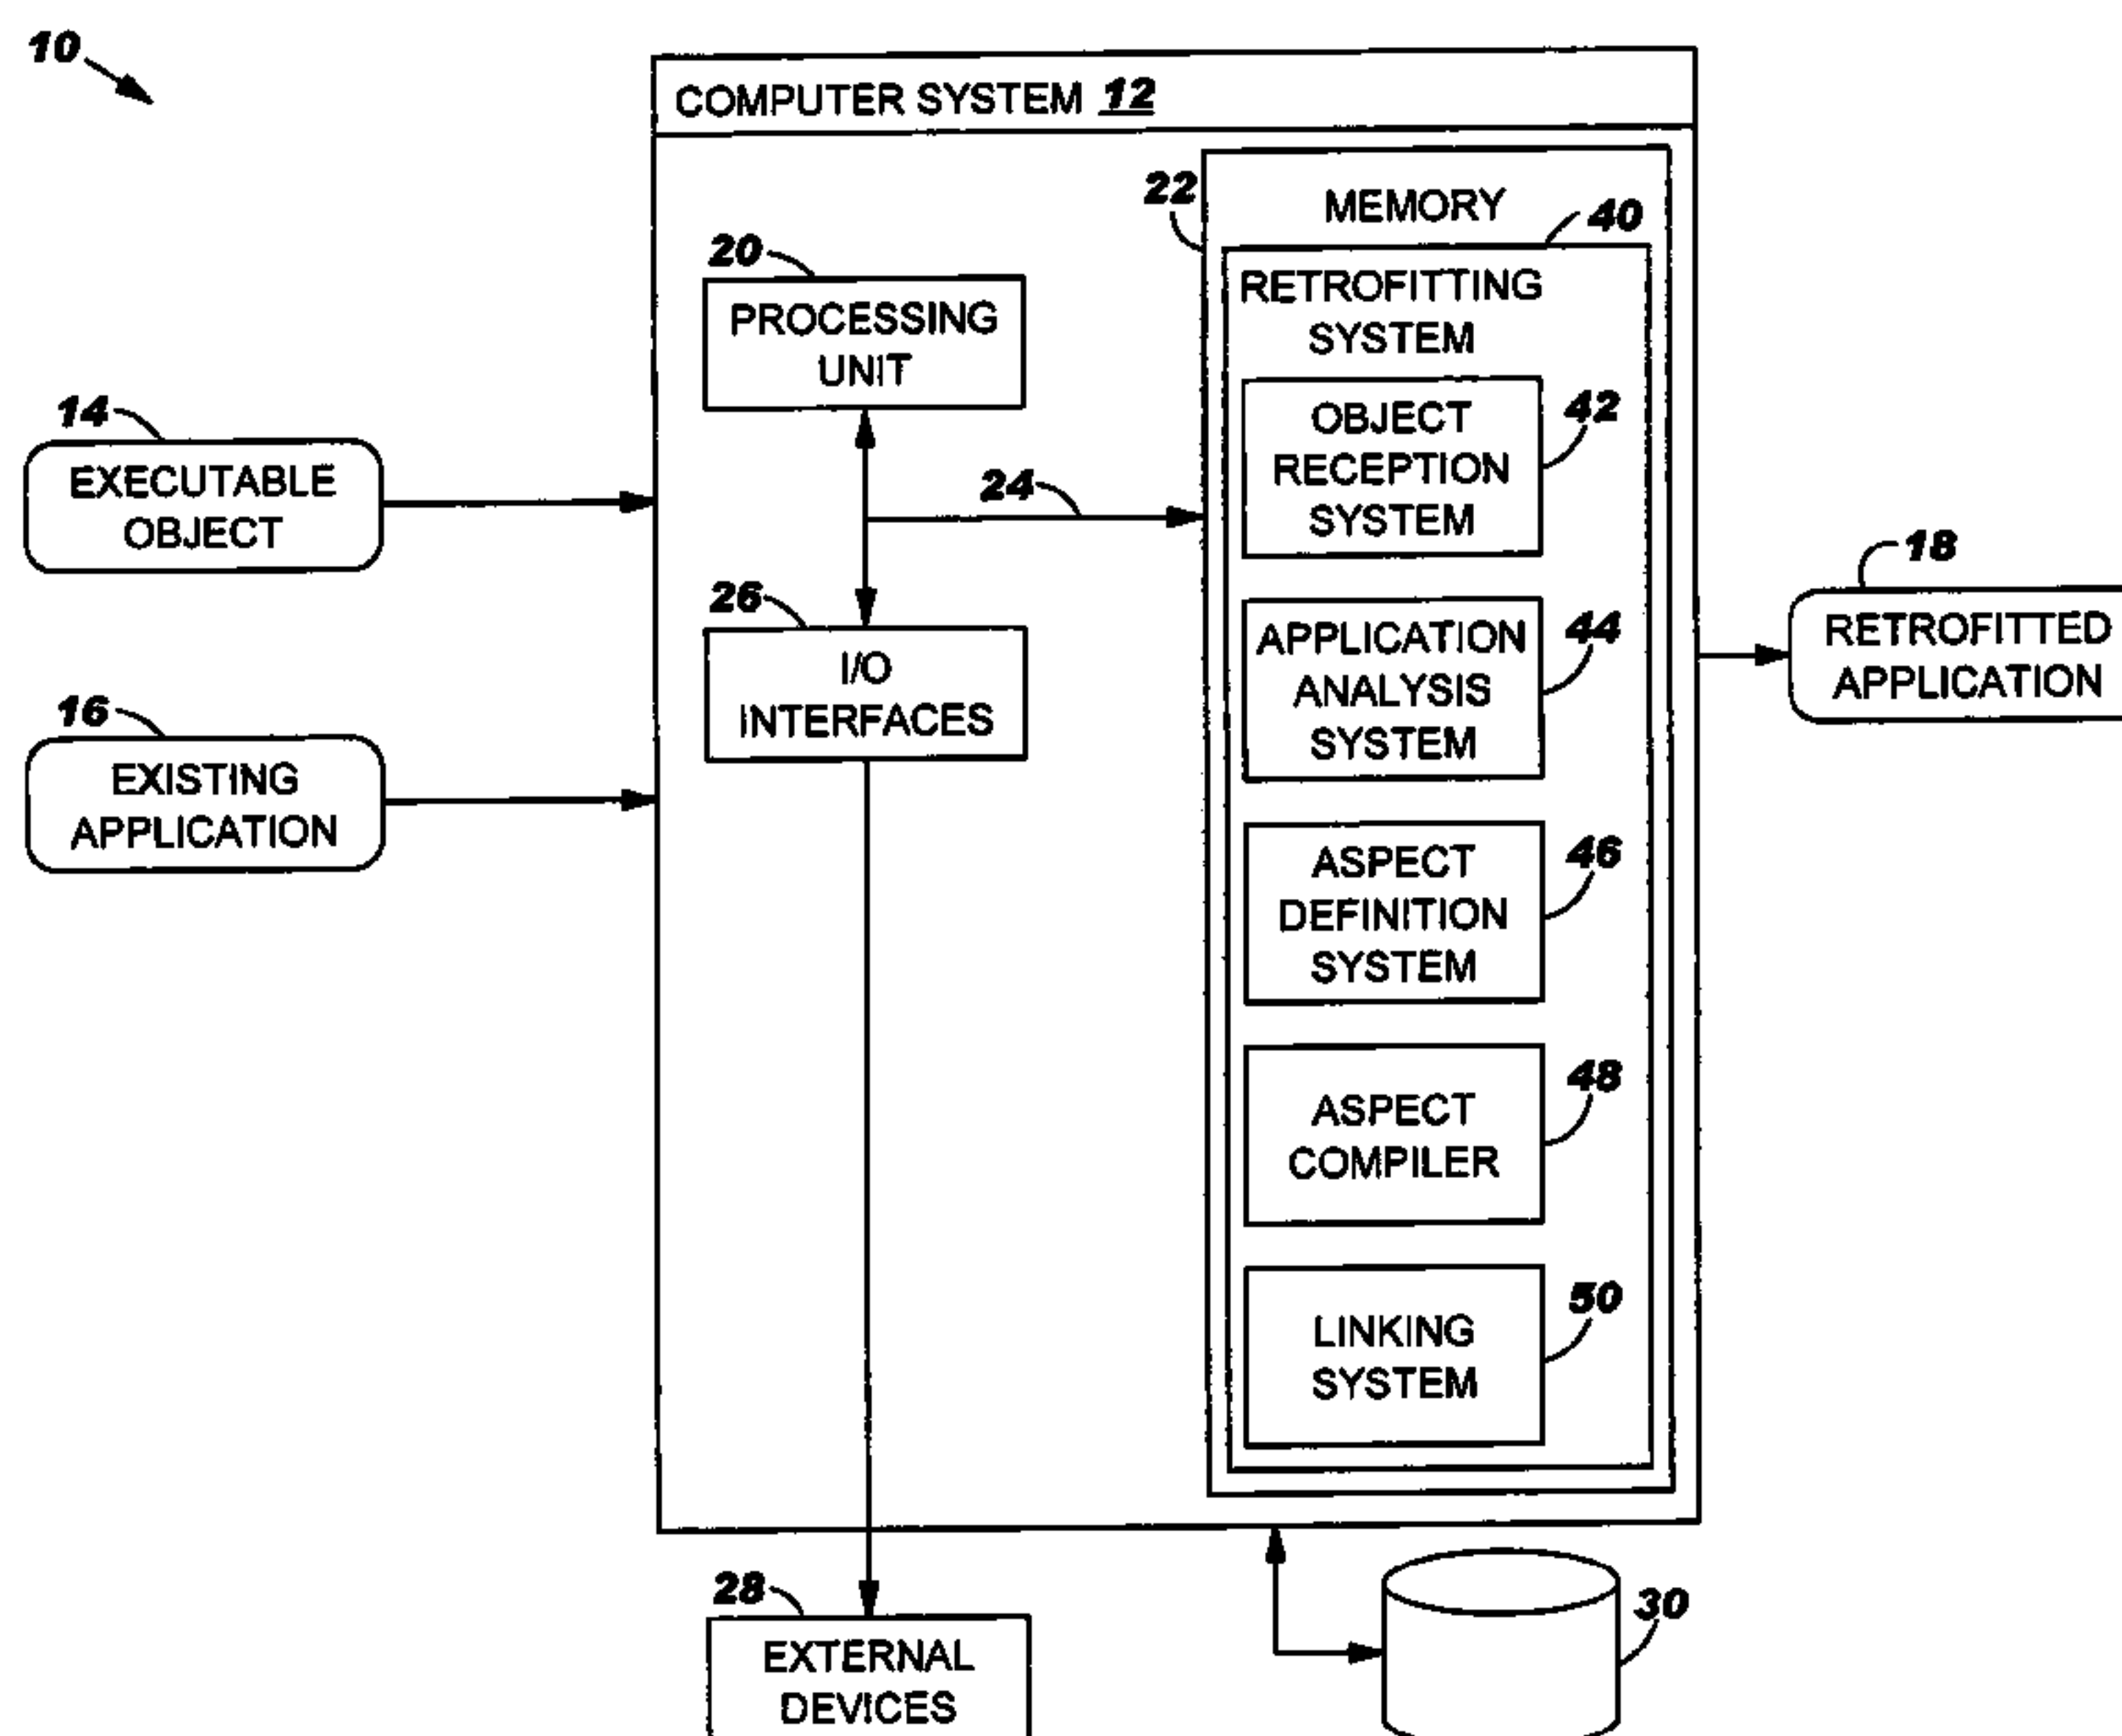 10
COMPUTER SYSTEM 12
22
MEMORY
40
RETROFITTING
SYSTEM
20
PROCESSING
UNIT
14
EXECUTABLE
OBJECT
42
OBJECT
RECEPTION
SYSTEM
24
18
RETROFITTED
APPLICATION
26
I/O
INTERFACES
44
APPLICATION
ANALYSIS
SYSTEM
16
EXISTING
APPLICATION
46
ASPECT
DEFINITION
SYSTEM
48
ASPECT
COMPILER
50
LINKING
SYSTEM
28
EXTERNAL
DEVICES
30